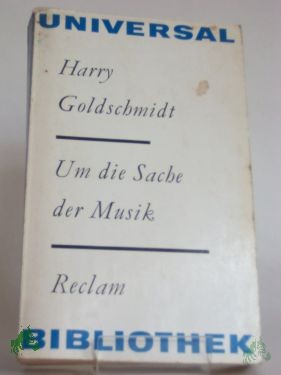 UNIVERSAL
Harry
Goldschmidt
Um die Sache
der Musik
Reclam
BIBLIOTHEK